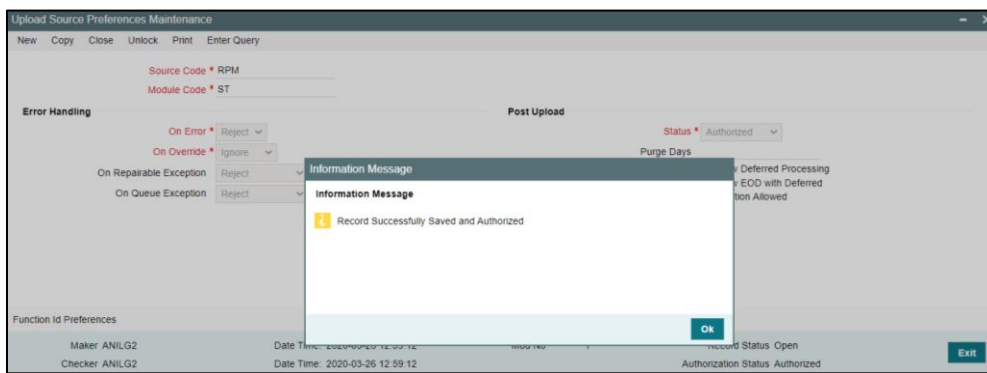 Upload Source Preferences Maintenance
New Copy Close Unlock Print Enter Query
Source Code * RPM
Module Code * ST
Error Handling Post Upload
On Error * Reject Status * Authorized
On Override * Ignore Purge Days
On Repairable Exception Reject Deferred Processing
On Queue Exception Reject EOD with Deferred
Allowed
Information Message
Information Message
Record Successfully Saved and Authorized
Ok
Function Id Preferences
Maker ANILG2 Date Status Open
Checker ANILG2 Date Time: 2020-03-26 12:59:12 Authorization Status Authorized
Exit